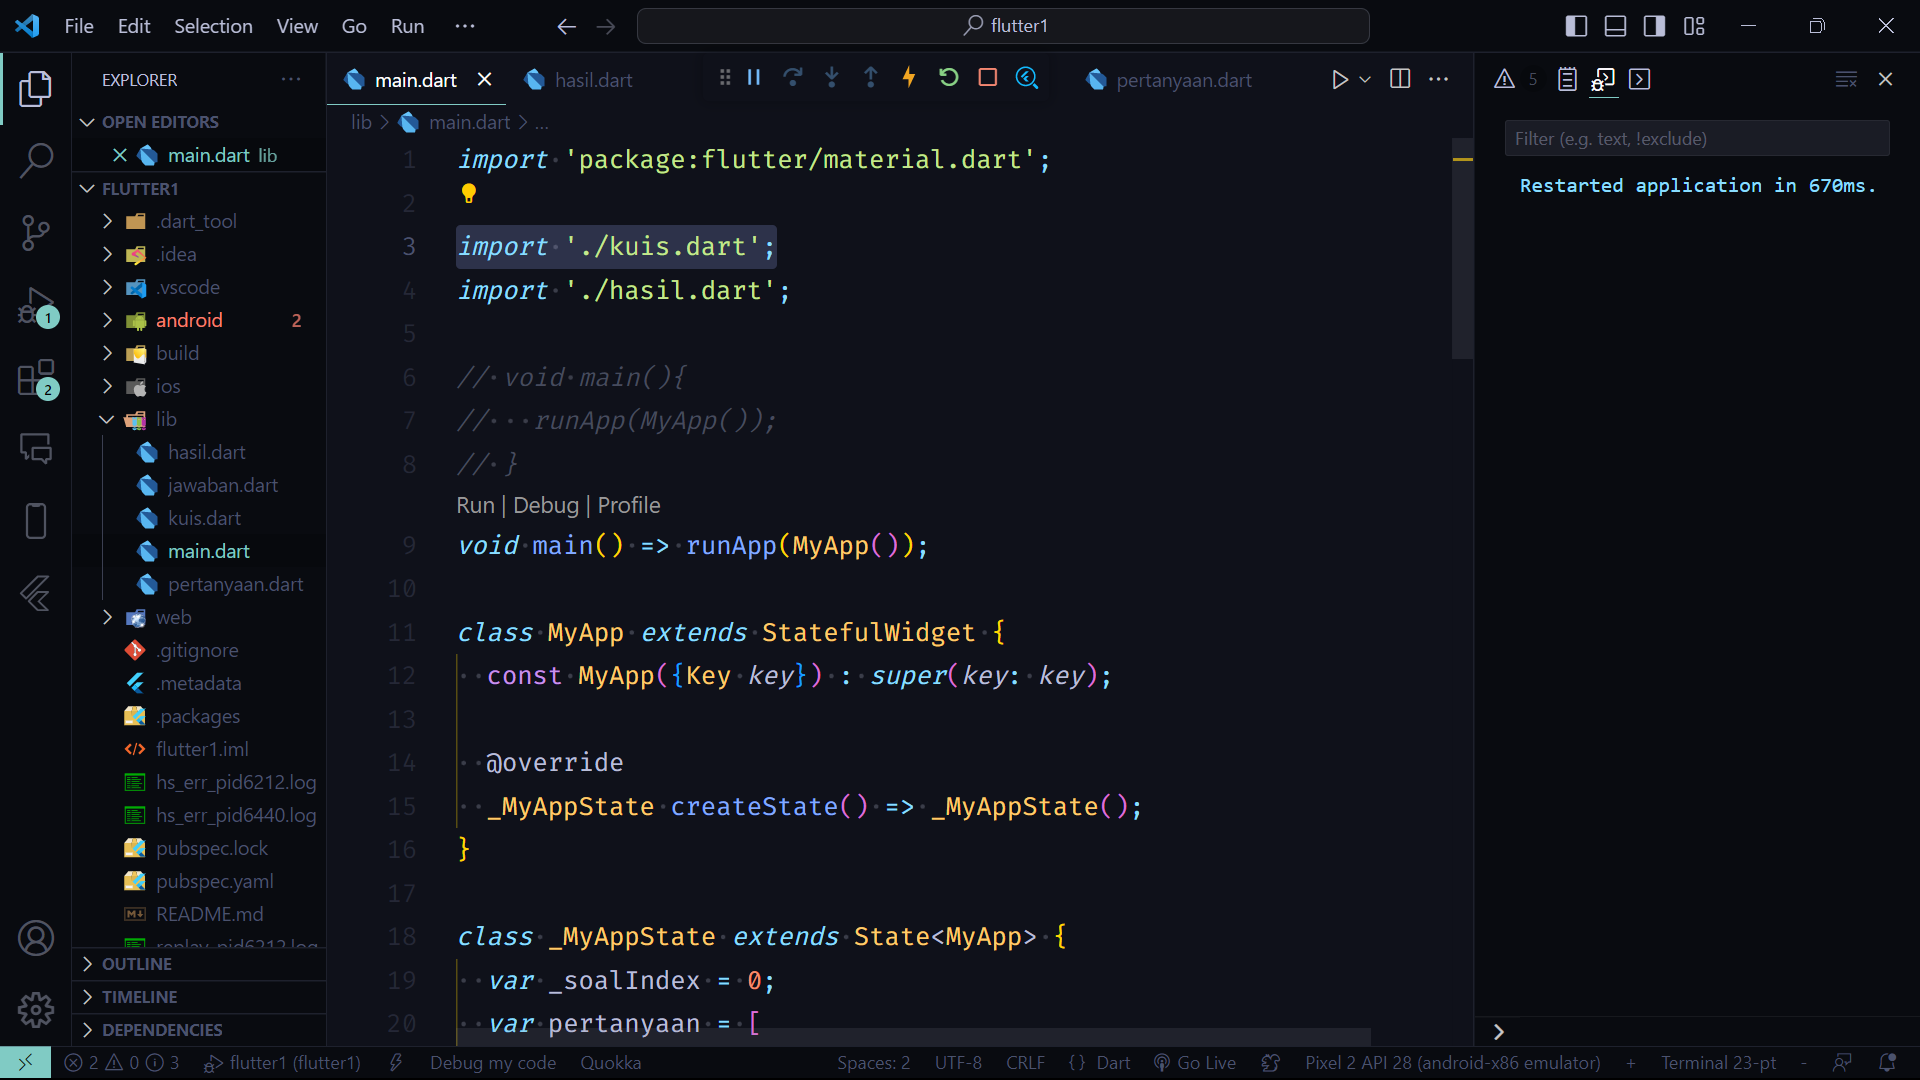 File Edit Selection View Go Run ···
flutter1
EXPLORER ···
OPEN EDITORS
main.dart lib
FLUTTER1
.dart_tool
.idea
.vscode
android 2
build
ios
lib
hasil.dart
jawaban.dart
kuis.dart
main.dart
pertanyaan.dart
web
.gitignore
.metadata
.packages
flutter1.iml
hs_err_pid6212.log
hs_err_pid6440.log
pubspec.lock
pubspec.yaml
README.md
replay_pid6212.log
OUTLINE
TIMELINE
DEPENDENCIES
1
2
main.dart hasil.dart pertanyaan.dart
lib > main.dart > ...
1 import 'package:flutter/material.dart';
2
3 import './kuis.dart';
4 import './hasil.dart';
5
6 // void main(){
7 //   runApp(MyApp());
8 // }
Run | Debug | Profile
9 void main() => runApp(MyApp());
10
11 class MyApp extends StatefulWidget {
12   const MyApp({Key key}) : super(key: key);
13
14   @override
15   _MyAppState createState() => _MyAppState();
16 }
17
18 class _MyAppState extends State<MyApp> {
19   var _soalIndex = 0;
20   var pertanyaan = [
5
Filter (e.g. text, !exclude)
Restarted application in 670ms.
2 0 3 flutter1 (flutter1) Debug my code Quokka Spaces: 2 UTF-8 CRLF {} Dart Go Live Pixel 2 API 28 (android-x86 emulator) + Terminal 23-pt -